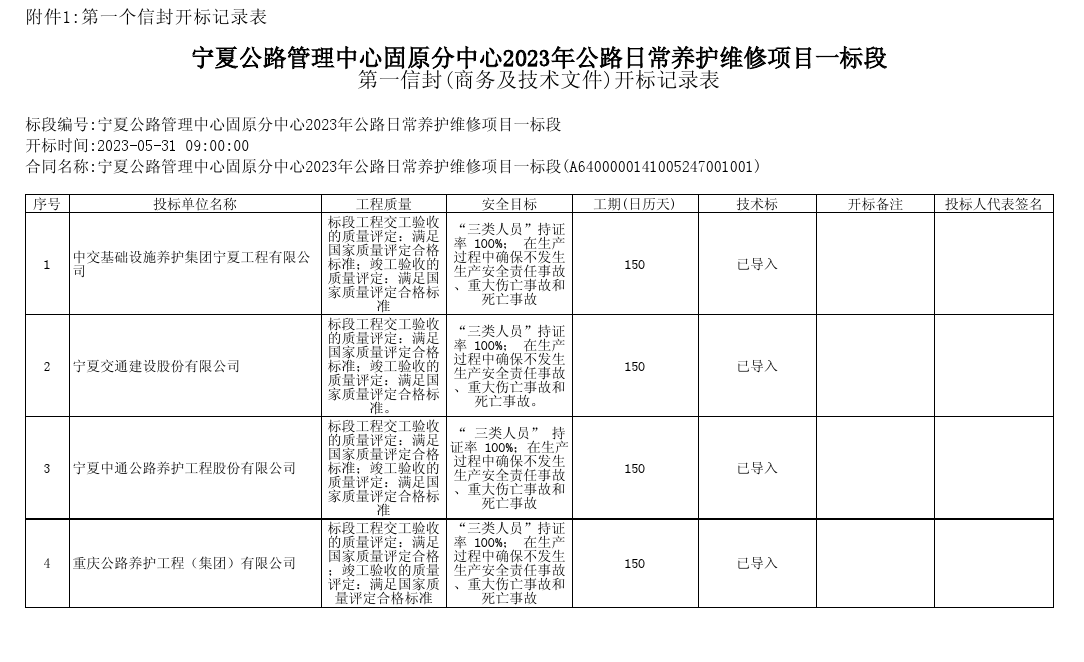 附件1:第一个信封开标记录表
宁夏公路管理中心固原分中心2023年公路日常养护维修项目一标段
第一信封(商务及技术文件)开标记录表
标段编号:宁夏公路管理中心固原分中心2023年公路日常养护维修项目一标段
开标时间:2023-05-31 09:00:00
合同名称:宁夏公路管理中心固原分中心2023年公路日常养护维修项目一标段(A6400000141005247001001)
序号 投标单位名称 工程质量 安全目标 工期(日历天) 技术标 开标备注 投标人代表签名
1
中交基础设施养护集团宁夏工程有限公
司
标段工程交工验收
的质量评定：满足
国家质量评定合格
标准；竣工验收的
质量评定：满足国
家质量评定合格标
准
“三类人员”持证
率 100%； 在生产
过程中确保不发生
生产安全责任事故
、重大伤亡事故和
死亡事故
150
已导入
2
宁夏交通建设股份有限公司
标段工程交工验收
的质量评定：满足
国家质量评定合格
标准；竣工验收的
质量评定：满足国
家质量评定合格标
准。
“三类人员”持证
率 100%； 在生产
过程中确保不发生
生产安全责任事故
、重大伤亡事故和
死亡事故。
150
已导入
3
宁夏中通公路养护工程股份有限公司
标段工程交工验收
的质量评定：满足
国家质量评定合格
标准；竣工验收的
质量评定：满足国
家质量评定合格标
准
“ 三类人员” 持
证率 100%；在生产
过程中确保不发生
生产安全责任事故
、重大伤亡事故和
死亡事故
150
已导入
4
重庆公路养护工程（集团）有限公司
标段工程交工验收
的质量评定：满足
国家质量评定合格
；竣工验收的质量
评定：满足国家质
量评定合格标准
“三类人员”持证
率 100%； 在生产
过程中确保不发生
生产安全责任事故
、重大伤亡事故和
死亡事故
150
已导入